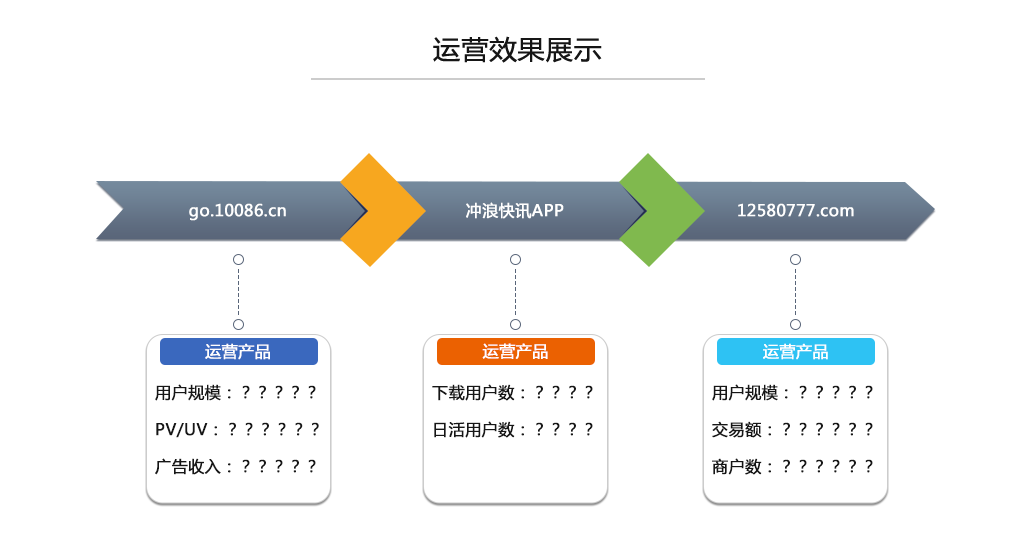 运营效果展示
go.10086.cn
冲浪快讯APP
12580777.com
运营产品
用户规模：？？？？？
PV/UV：？？？？？？
广告收入：？？？？？
运营产品
下载用户数：？？？？
日活用户数：？？？？
运营产品
用户规模：？？？？？
交易额：？？？？？？
商户数：？？？？？？